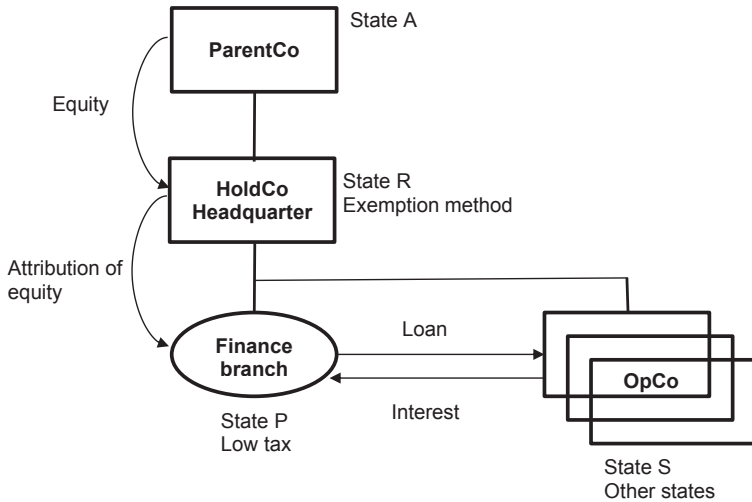 State A
ParentCo
Equity
HoldCo
Headquarter
State R
Exemption method
Attribution of
equity
Finance
branch
Loan
Interest
OpCo
State P
Low tax
State S
Other states